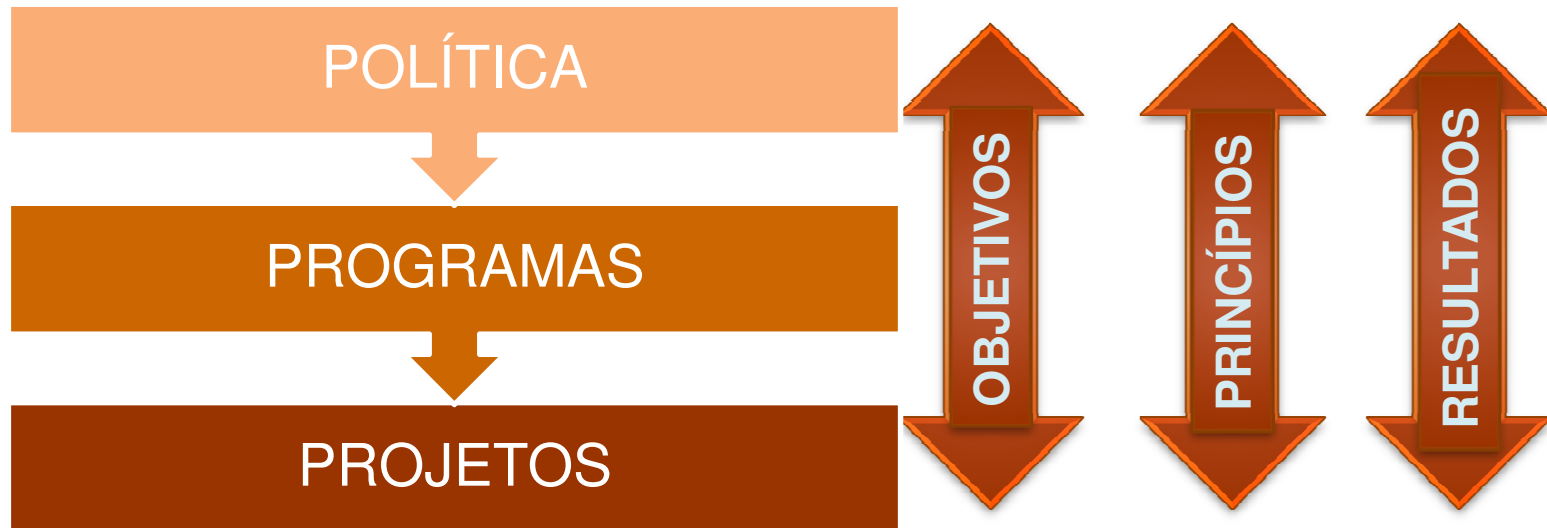 POLÍTICA
PROGRAMAS
PROJETOS
OBJETIVOS
PRINCÍPIOS
RESULTADOS